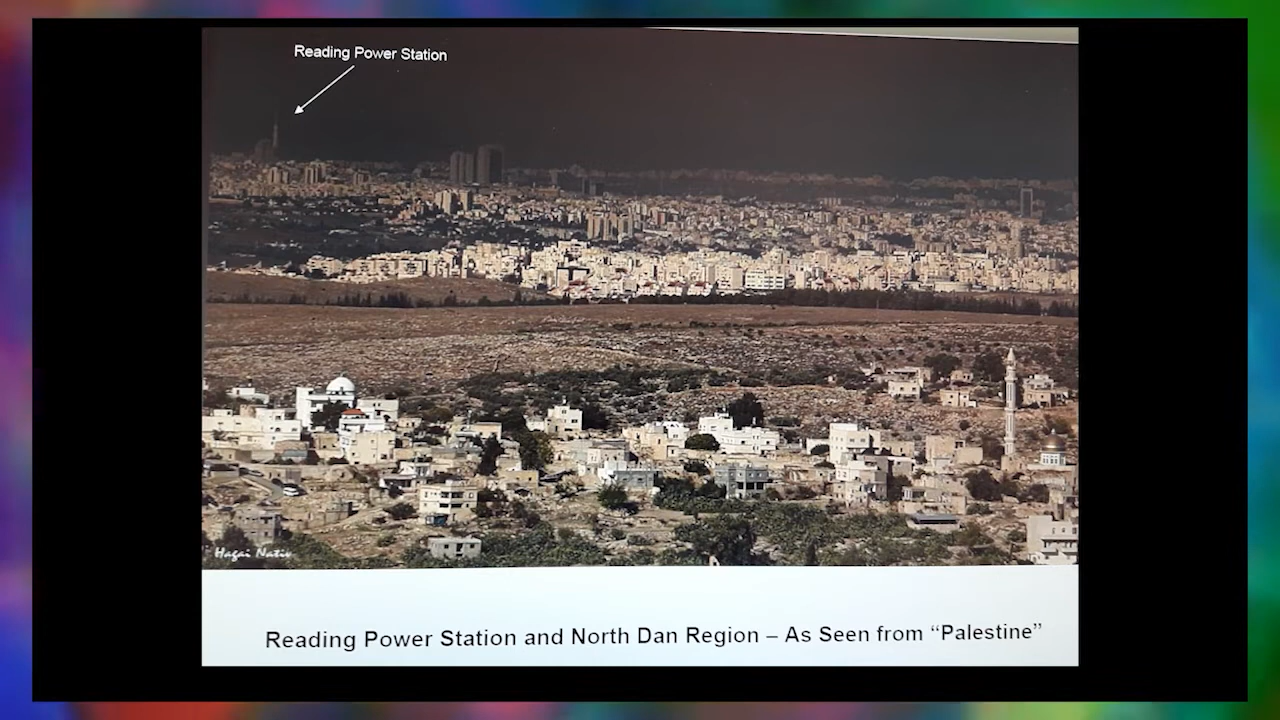 Reading Power Station
Hagai Nativ
Reading Power Station and North Dan Region – As Seen from “Palestine”